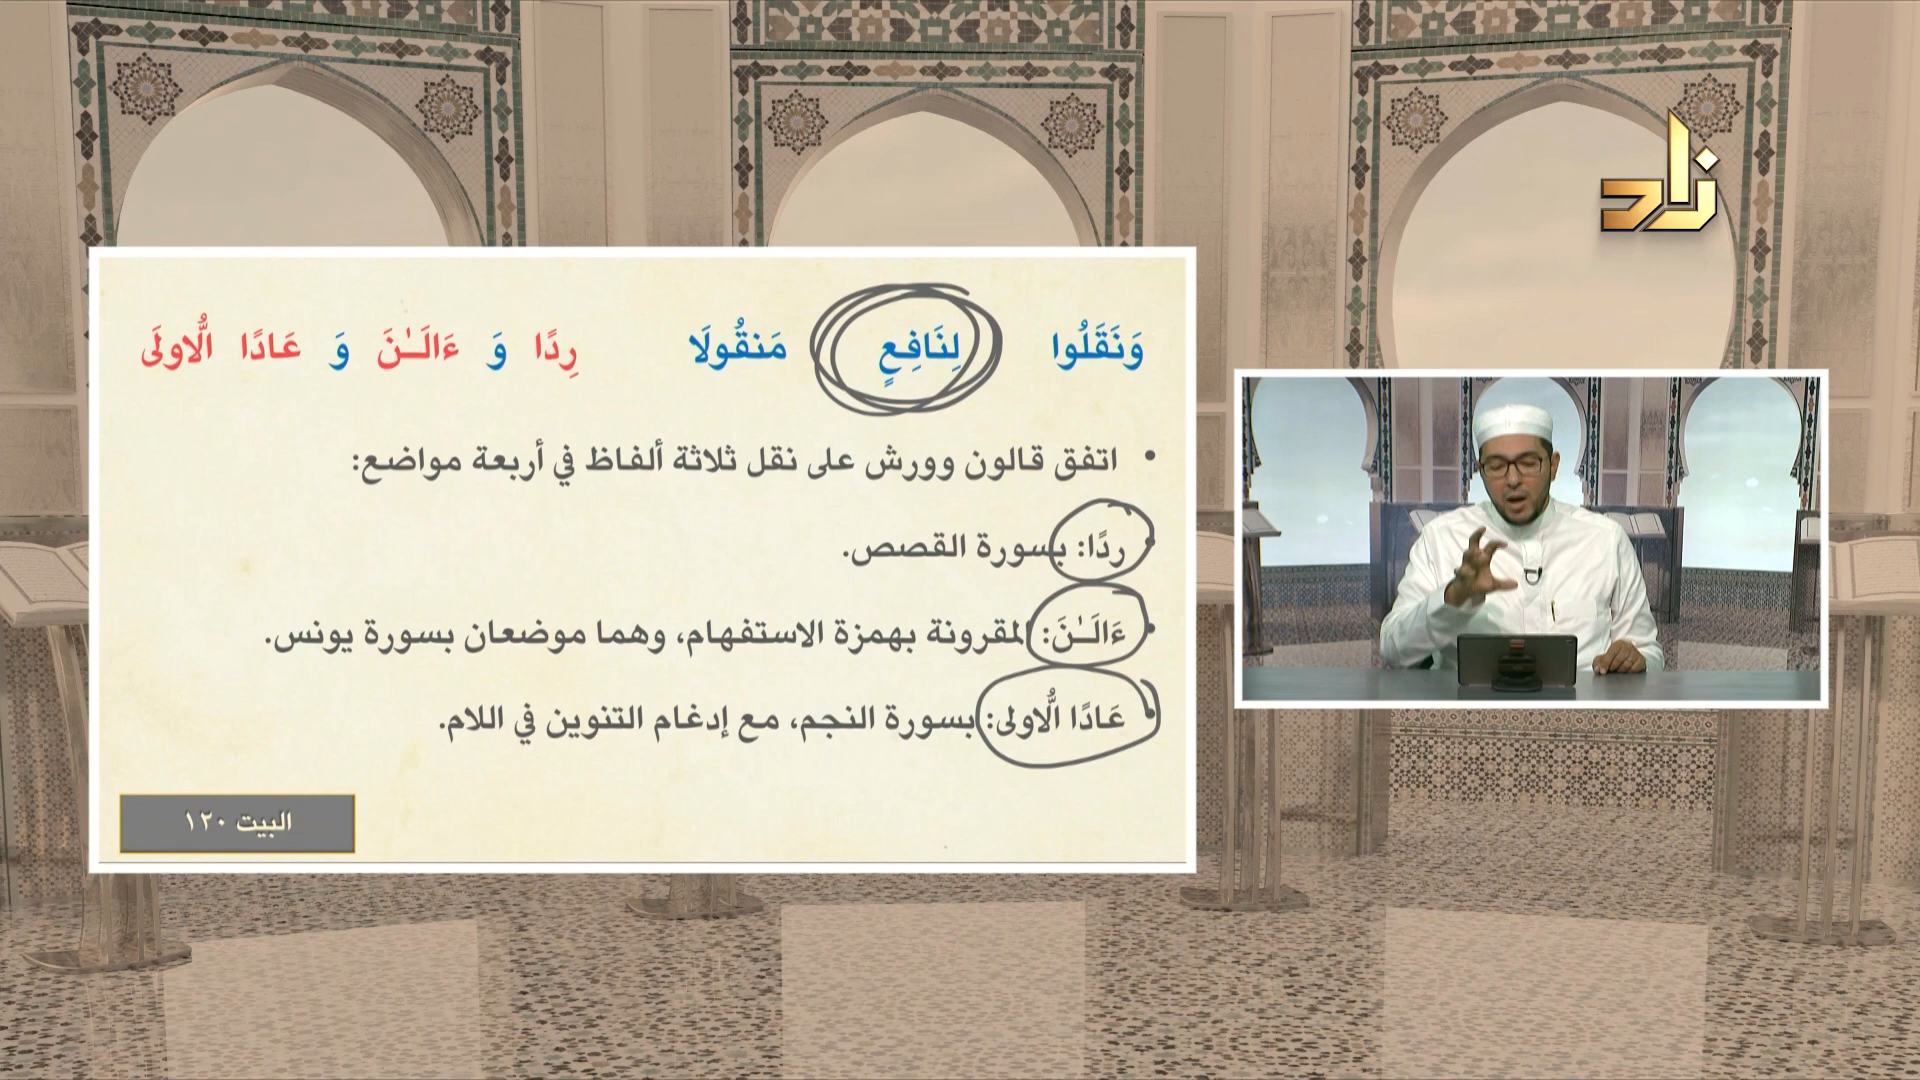 زاد
وَنَقَلُوا لِنَافِعٍ مَنقُولَا رِدًا وَ ءَالَـٰنَ وَ عَادًا الُّاولَى
• اتفق قالون وورش على نقل ثلاثة ألفاظ في أربعة مواضع:
• ردًا: بسورة القصص.
• ءَالَـٰنَ: المقرونة بهمزة الاستفهام، وهما موضعان بسورة يونس.
• عَادًا الُّاولى: بسورة النجم، مع إدغام التنوين في اللام.
البيت ١٢٠